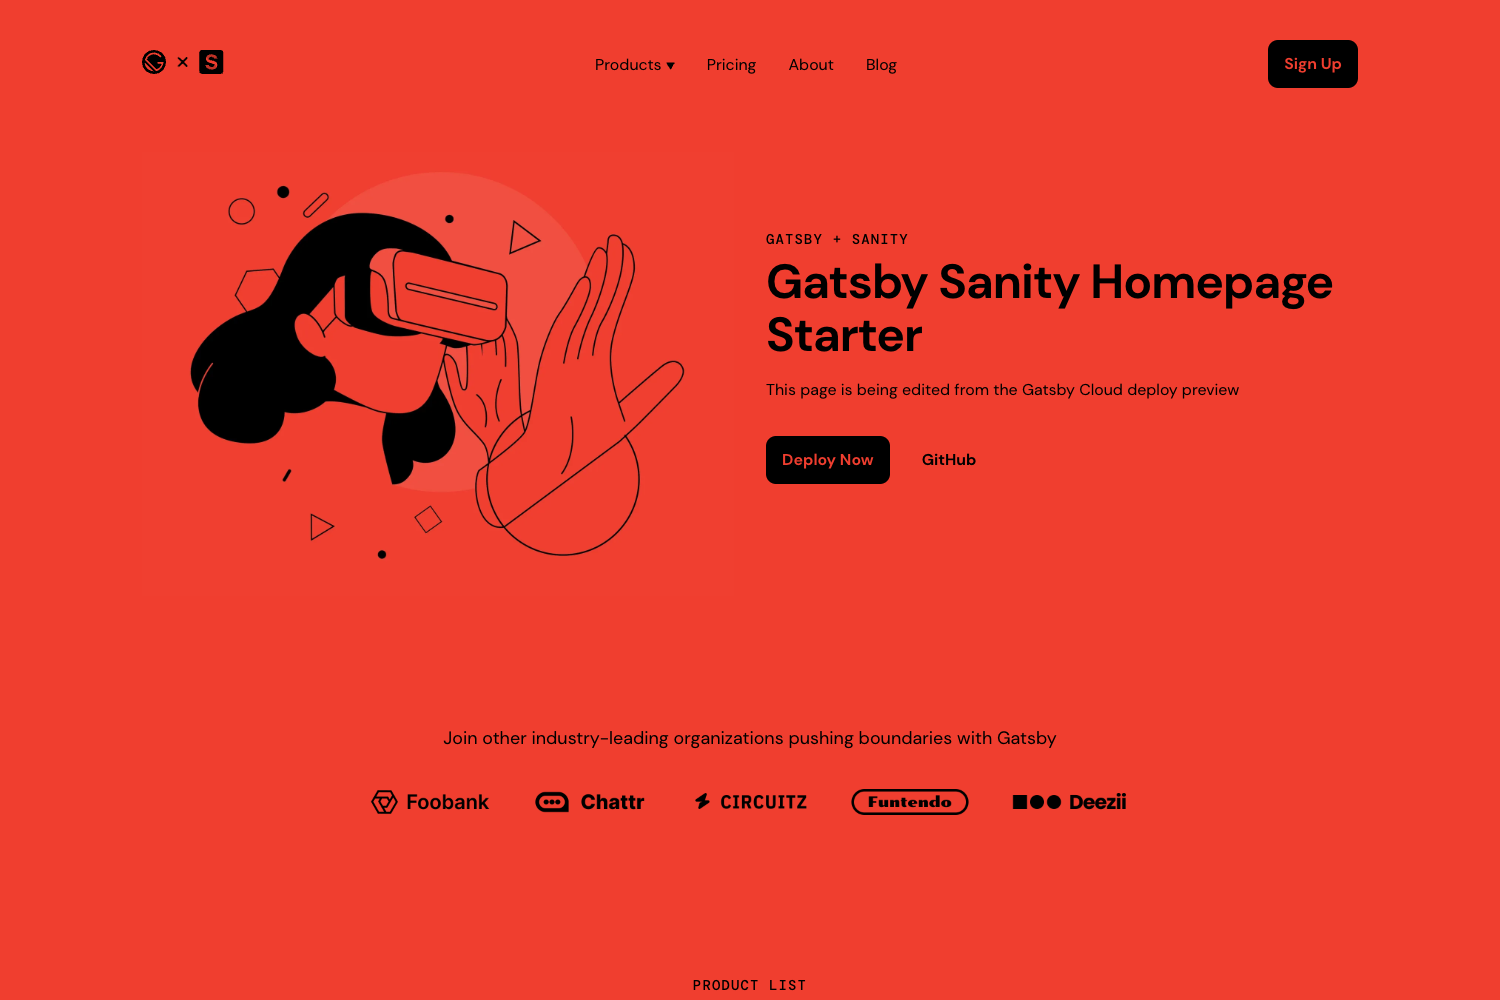 × S
Products ▾ Pricing About Blog
Sign Up
GATSBY + SANITY
Gatsby Sanity Homepage
Starter
This page is being edited from the Gatsby Cloud deploy preview
Deploy Now GitHub
Join other industry-leading organizations pushing boundaries with Gatsby
Foobank Chattr CIRCUITZ Funtendo Deezii
PRODUCT LIST